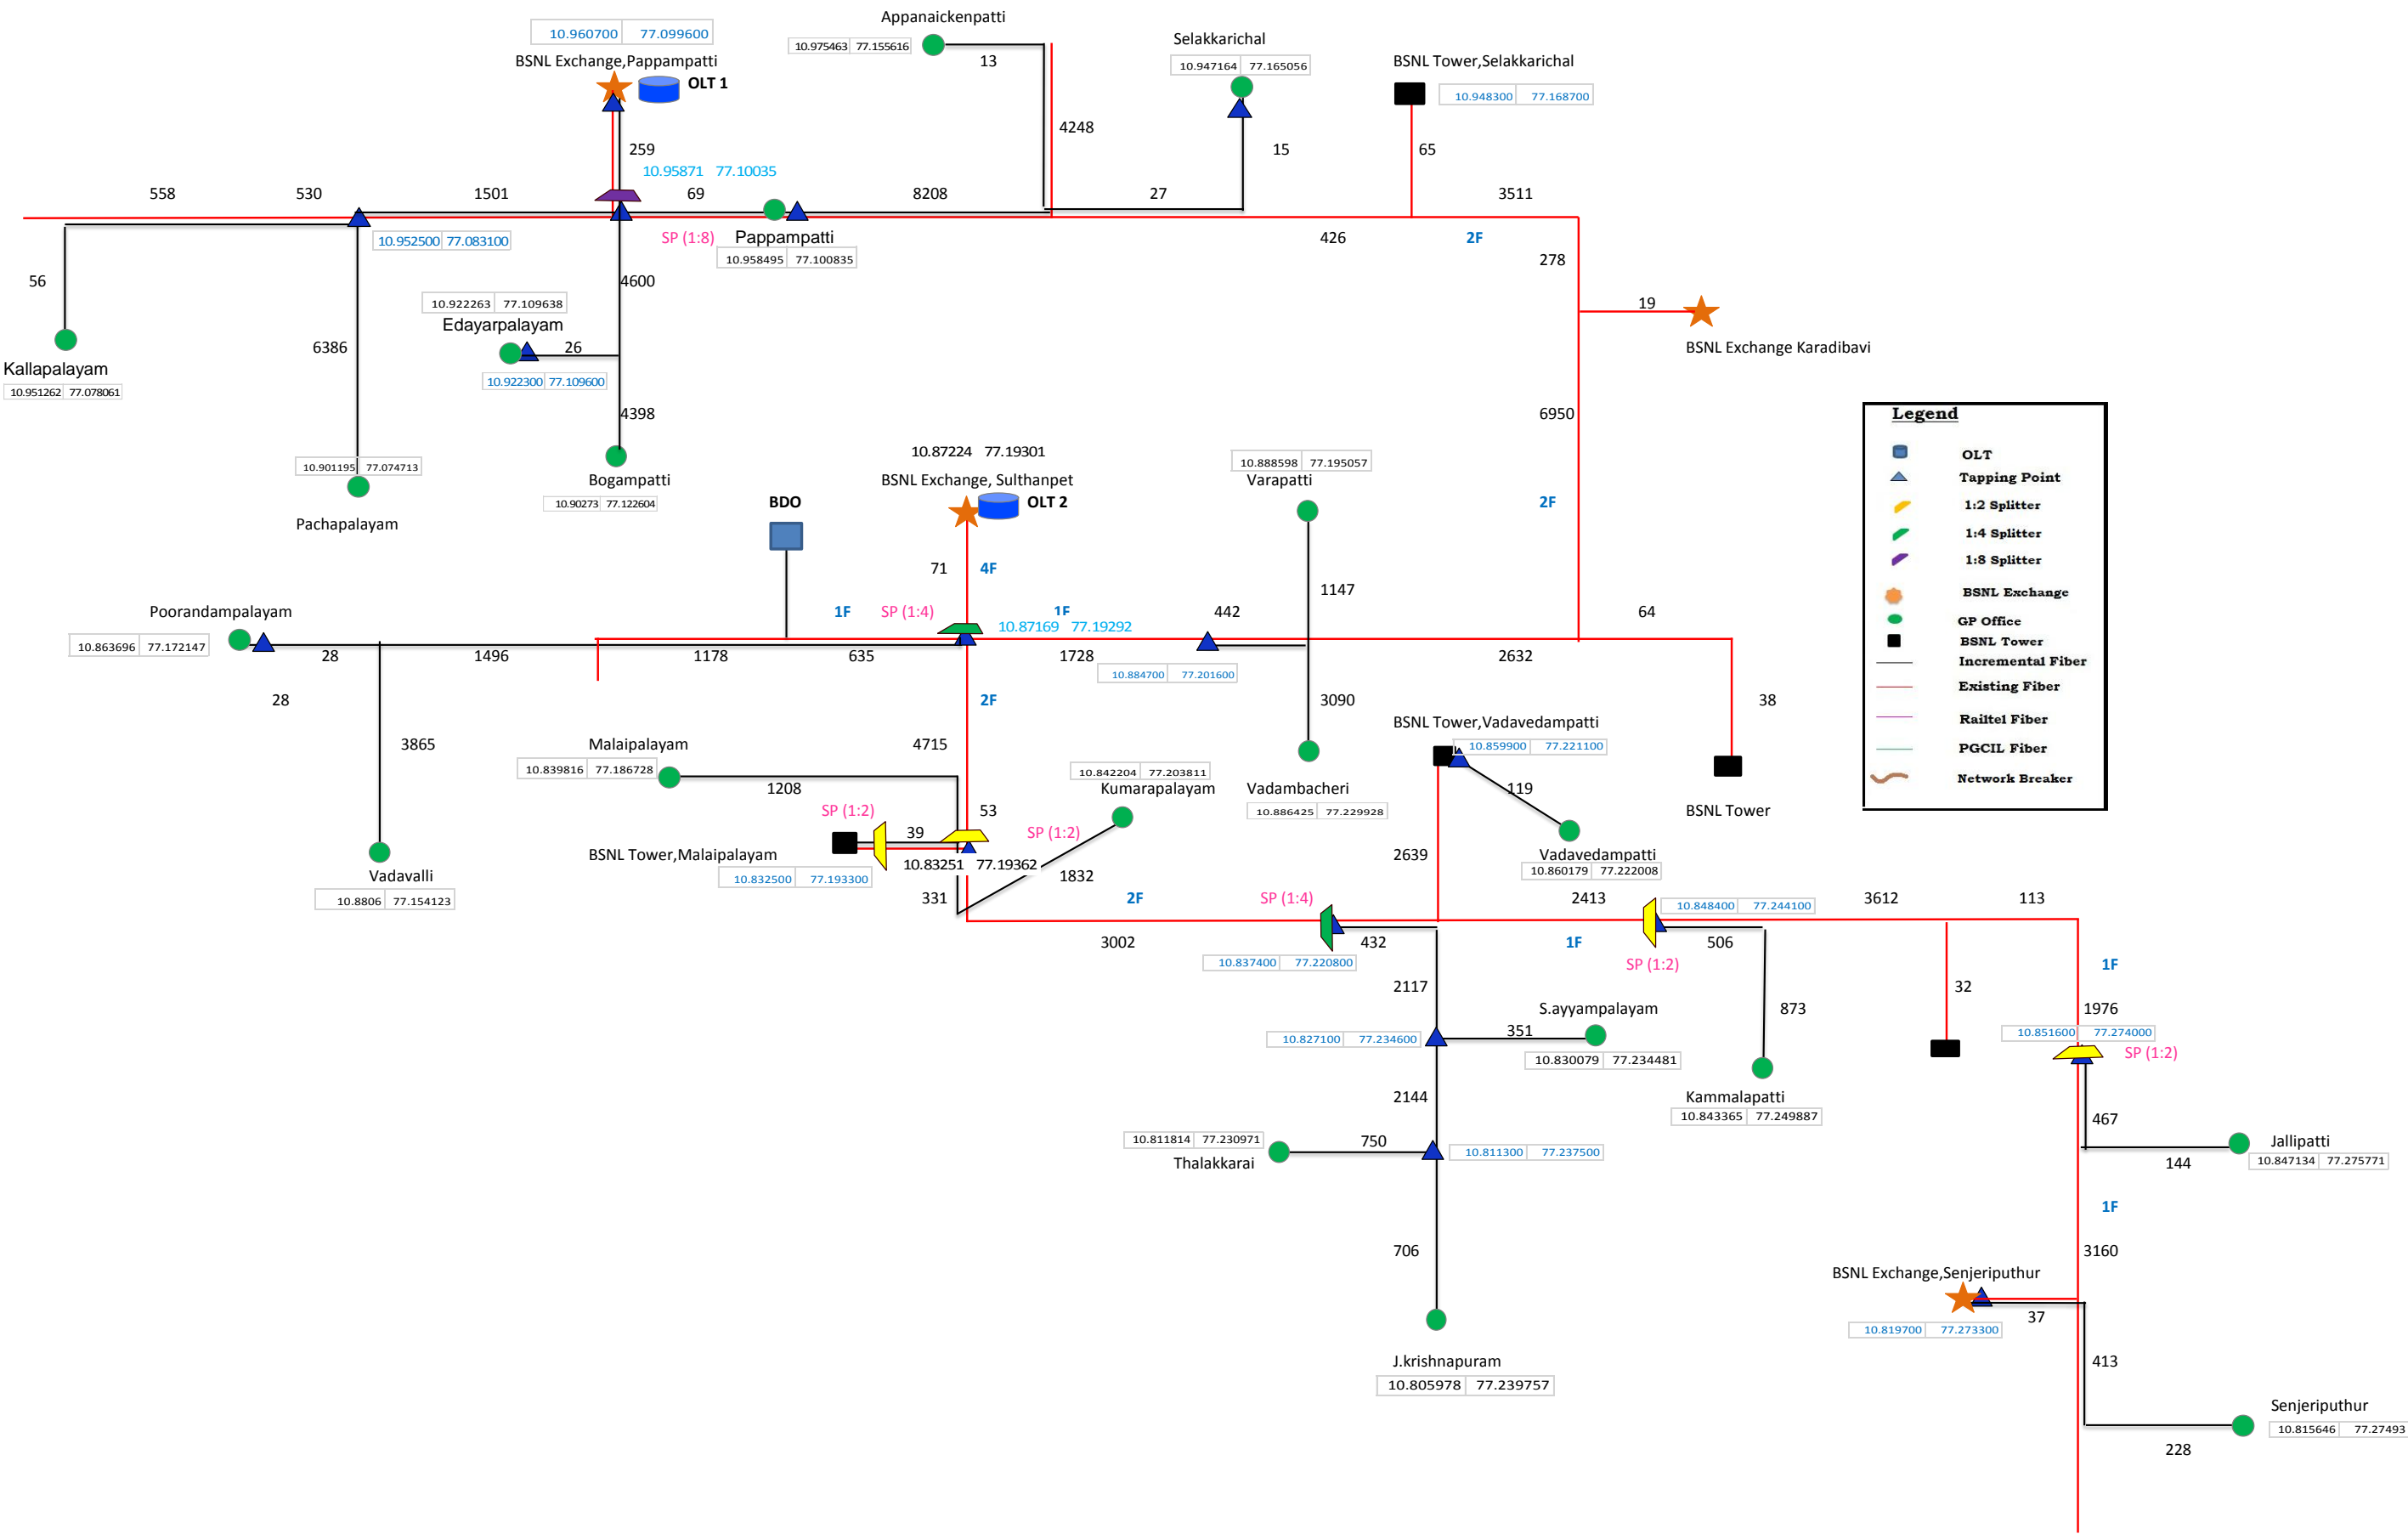 Appanaickenpatti
10.960700 77.099600
Selakkarichal
10.975463 77.155616
BSNL Exchange,Pappampatti
13
10.947164 77.165056
BSNL Tower,Selakkarichal
OLT 1
10.948300 77.168700
4248
259
15
65
10.95871 77.10035
558
530
1501
69
8208
27
3511
10.952500 77.083100
SP (1:8)
Pappampatti
426
2F
10.958495 77.100835
278
56
4600
10.922263 77.109638
19
Edayarpalayam
6386
26
BSNL Exchange Karadibavi
Kallapalayam
10.922300 77.109600
10.951262 77.078061
4398
6950
Legend
OLT
Tapping Point
1:2 Splitter
1:4 Splitter
1:8 Splitter
BSNL Exchange
GP Office
BSNL Tower
Incremental Fiber
Existing Fiber
Railtel Fiber
PGCIL Fiber
Network Breaker
10.87224 77.19301
10.901195 77.074713
10.888598 77.195057
Bogampatti
BSNL Exchange, Sulthanpet
Varapatti
10.90273 77.122604
BDO
OLT 2
2F
Pachapalayam
71
4F
1147
Poorandampalayam
1F
SP (1:4)
1F
442
64
10.87169 77.19292
10.863696 77.172147
28
1496
1178
635
1728
2632
10.884700 77.201600
28
2F
3090
38
BSNL Tower,Vadavedampatti
3865
Malaipalayam
4715
10.859900 77.221100
10.839816 77.186728
10.842204 77.203811
1208
Kumarapalayam
Vadambacheri
119
SP (1:2)
53
10.886425 77.229928
BSNL Tower
39
SP (1:2)
BSNL Tower,Malaipalayam
10.83251 77.19362
2639
Vadavedampatti
Vadavalli
10.832500 77.193300
1832
10.860179 77.222008
10.8806 77.154123
331
2F
SP (1:4)
2413
10.848400 77.244100
3612
113
3002
432
1F
506
10.837400 77.220800
SP (1:2)
1F
2117
32
S.ayyampalayam
873
1976
351
10.827100 77.234600
10.851600 77.274000
10.830079 77.234481
SP (1:2)
2144
Kammalapatti
10.843365 77.249887
467
10.811814 77.230971
750
Jallipatti
10.811300 77.237500
Thalakkarai
144
10.847134 77.275771
1F
706
3160
BSNL Exchange,Senjeriputhur
37
10.819700 77.273300
J.krishnapuram
413
10.805978 77.239757
Senjeriputhur
10.815646 77.27493
228